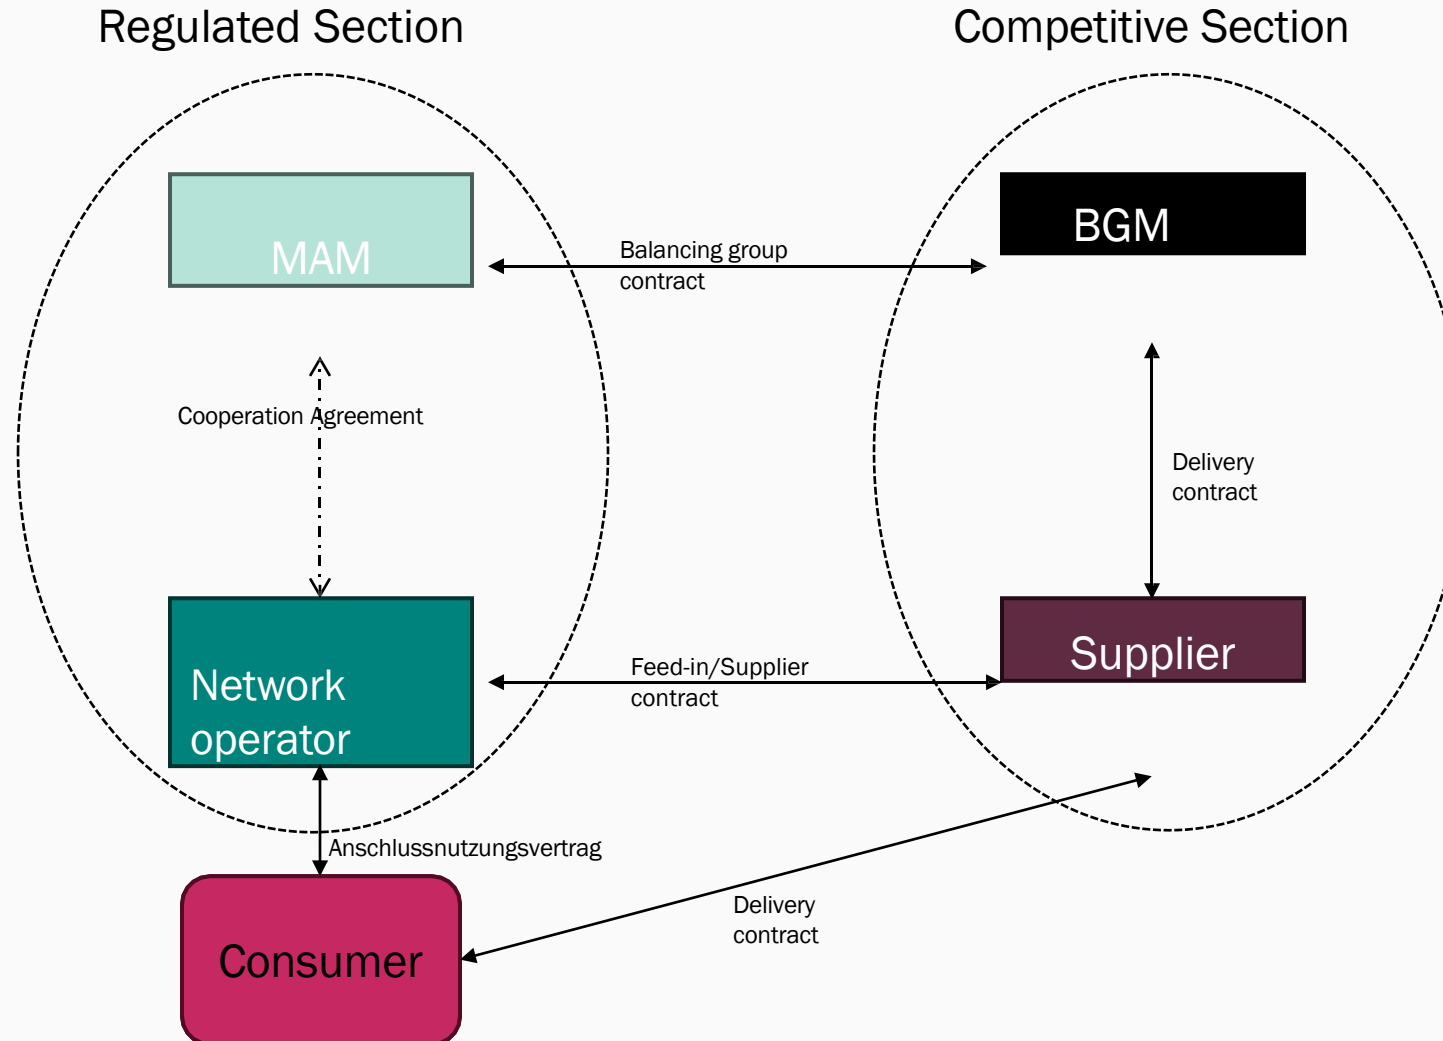 Regulated Section
Competitive Section
MAM
BGM
Balancing group
contract
Cooperation Agreement
Delivery
contract
Network
operator
Feed-in/Supplier
contract
Supplier
Anschlussnutzungsvertrag
Delivery
contract
Consumer